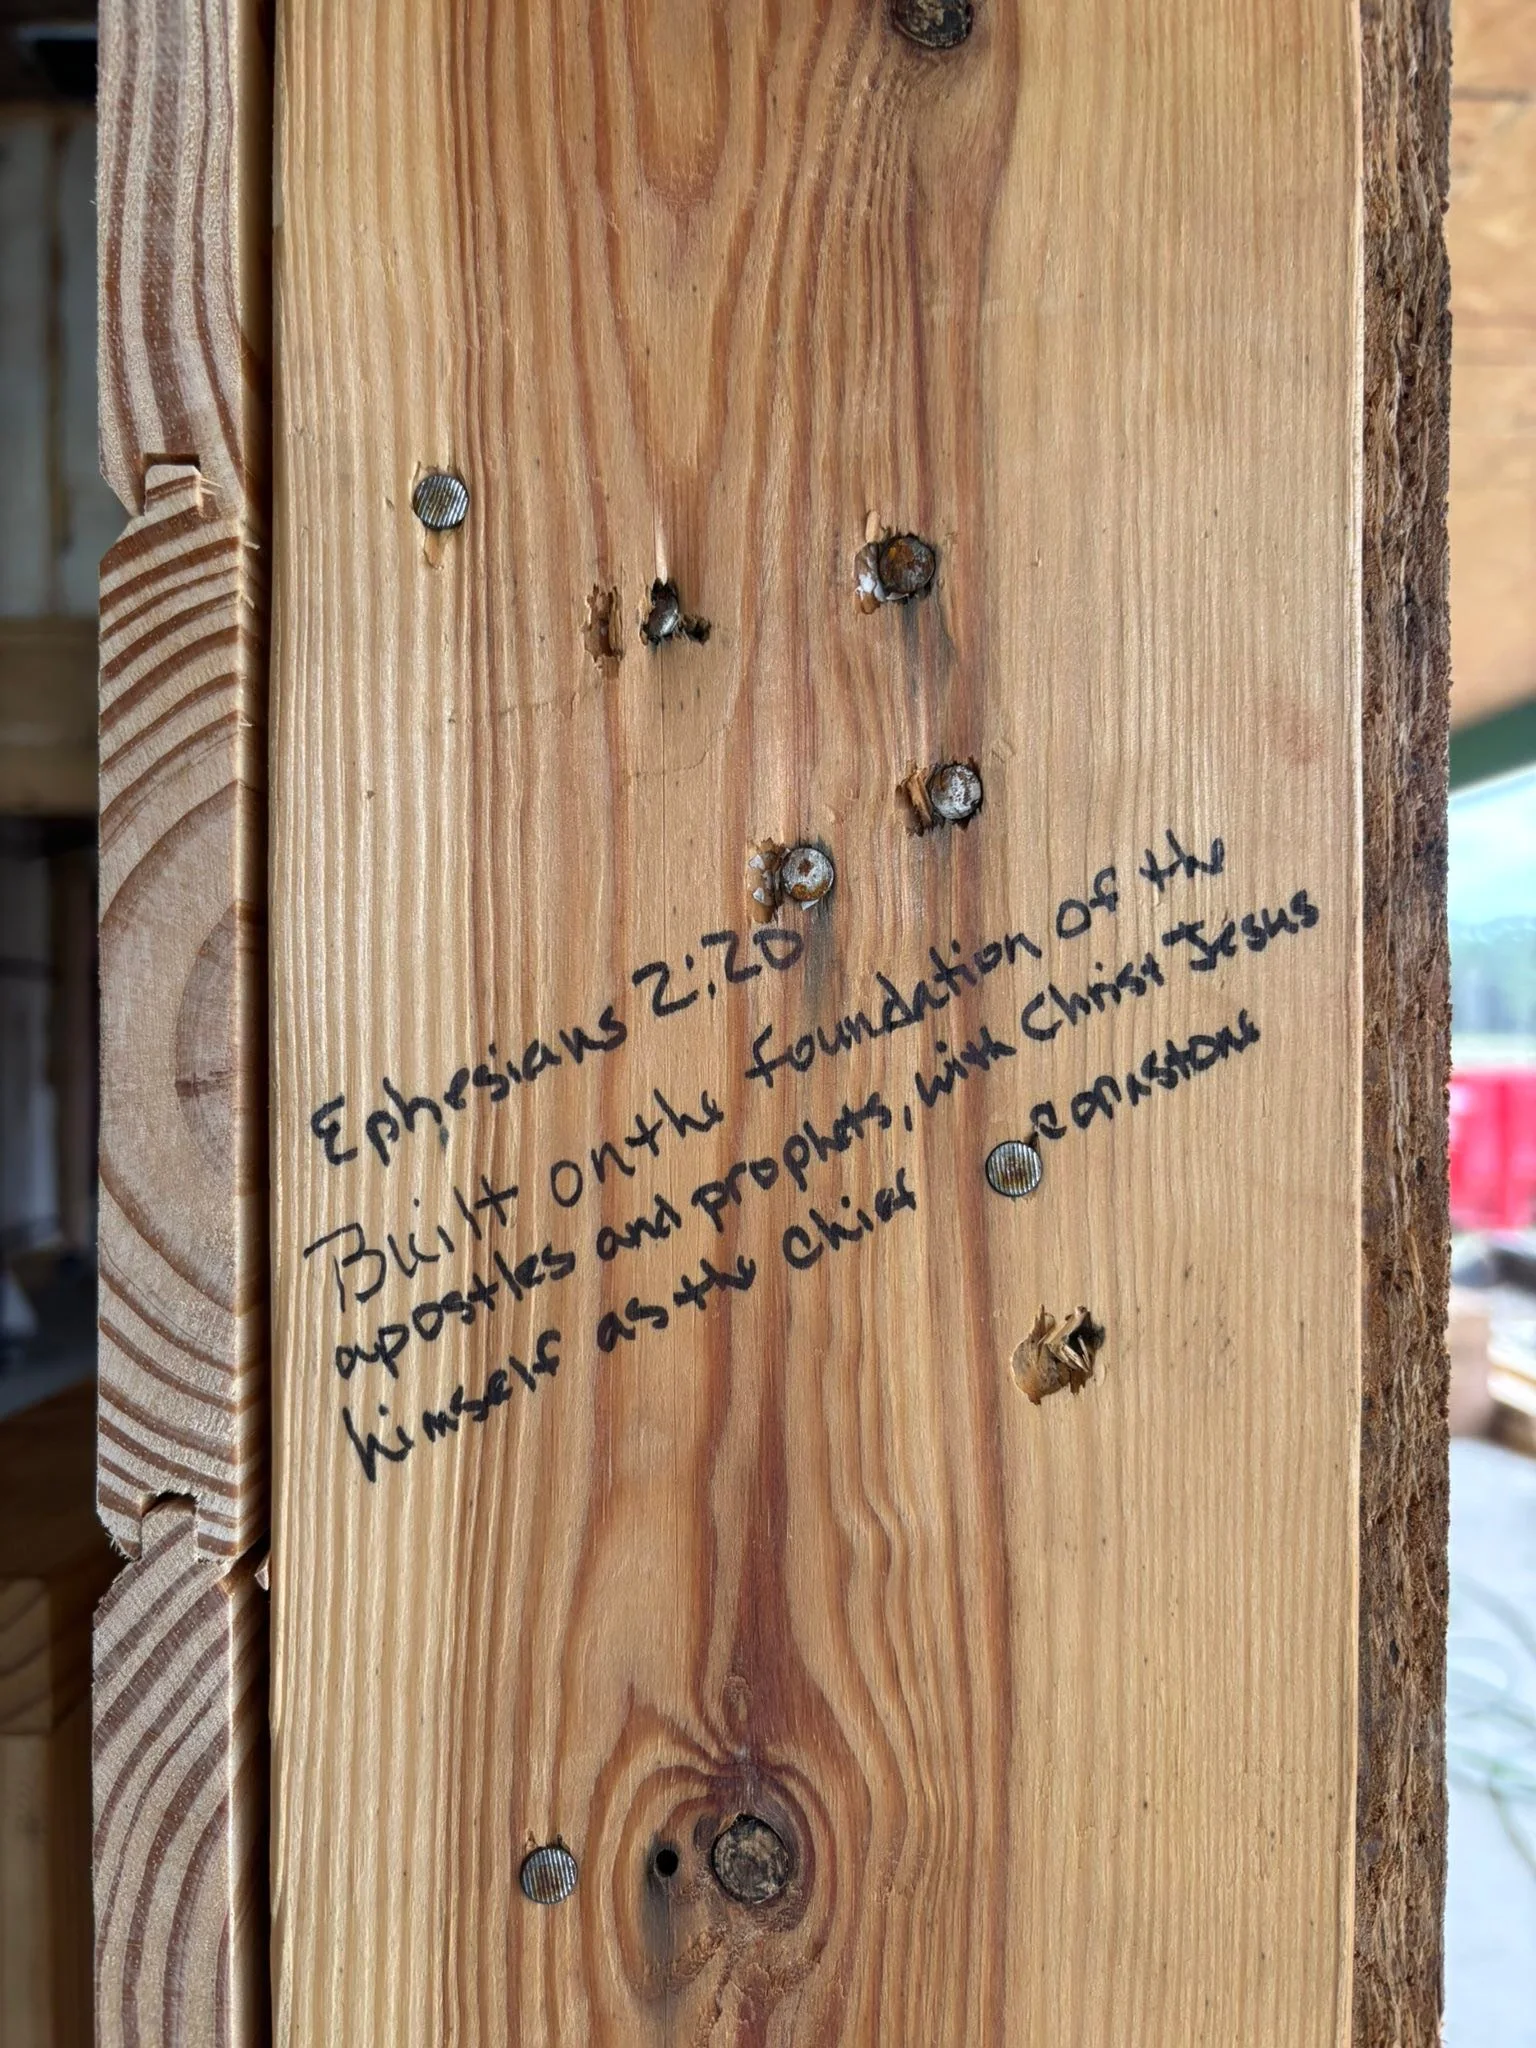 Ephesians 2:20
Built on the foundation of the
apostles and prophets, with Christ Jesus
himself as the Chief cornstone